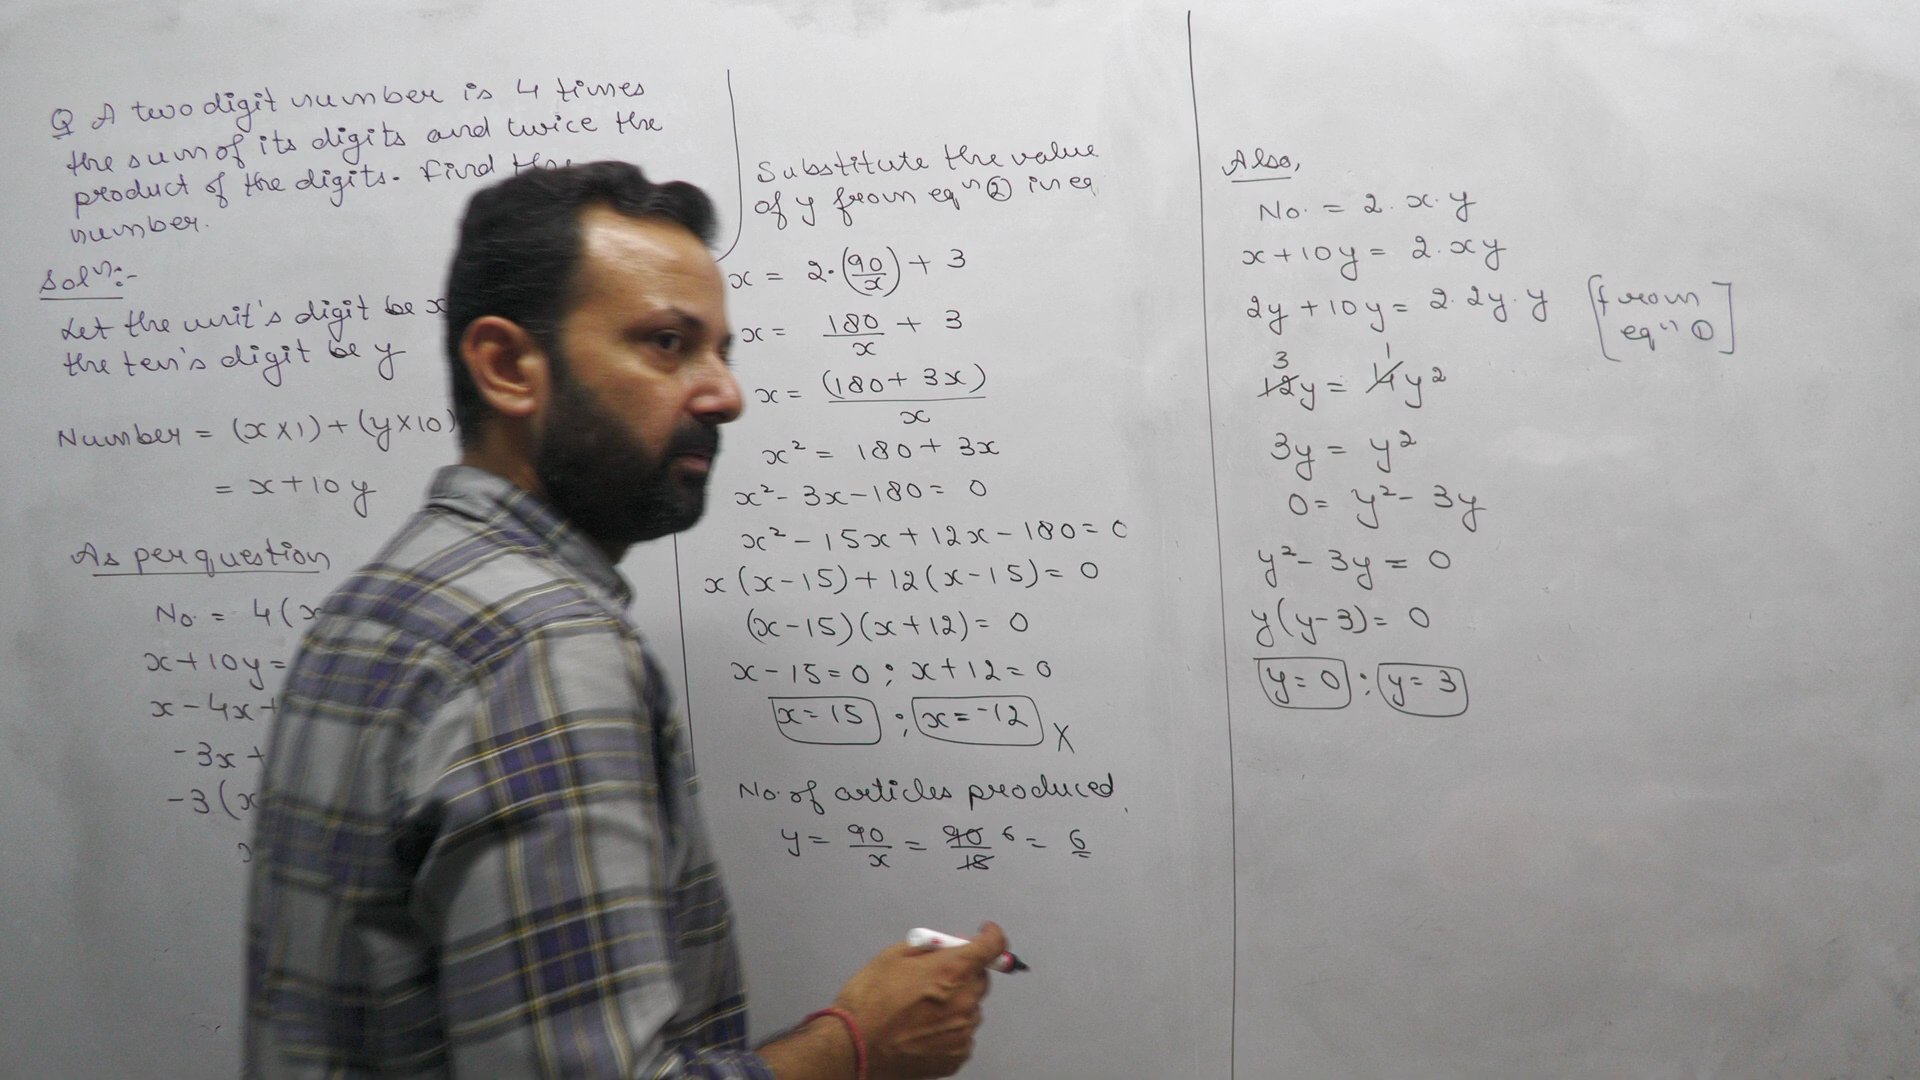 Q A two digit number is 4 times
the sum of its digits and twice the
product of the digits. Find the
number.
Solⁿ:-
Let the unit's digit be x
the ten's digit be y
Number = (x×1) + (y×10)
= x+10y
As per question
No. = 4(x
x+10y=
x-4x+
-3x+
-3(x
Substitute the value
of y from eqⁿ② in eq
x = 2·(90/x) + 3
x = 180/x + 3
x = (180+3x)/x
x² = 180+3x
x²-3x-180=0
x²-15x+12x-180=0
x(x-15)+12(x-15)=0
(x-15)(x+12)=0
x-15=0; x+12=0
x=15; x=-12 X
No. of articles produced
y = 90/x = 90/15 6 = 6
Also,
No. = 2·x·y
x+10y = 2·xy
2y+10y = 2·2y·y [from
eqⁿ①]
3 1
12y = 4y²
3y = y²
0 = y²-3y
y²-3y = 0
y(y-3) = 0
y=0; y=3